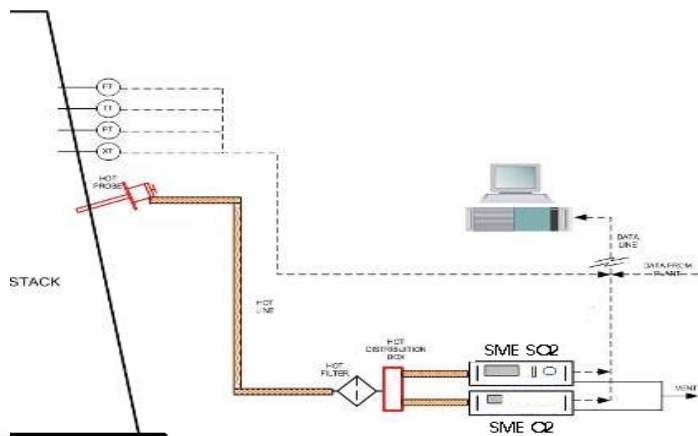 FT
TT
PT
XT
HOT
PROBE
STACK
HOT
LINE
HOT
FILTER
HOT
DISTRIBUTION
BOX
SME SO2
SME O2
DATA
LINE
DATA FROM
PLANT
VENT